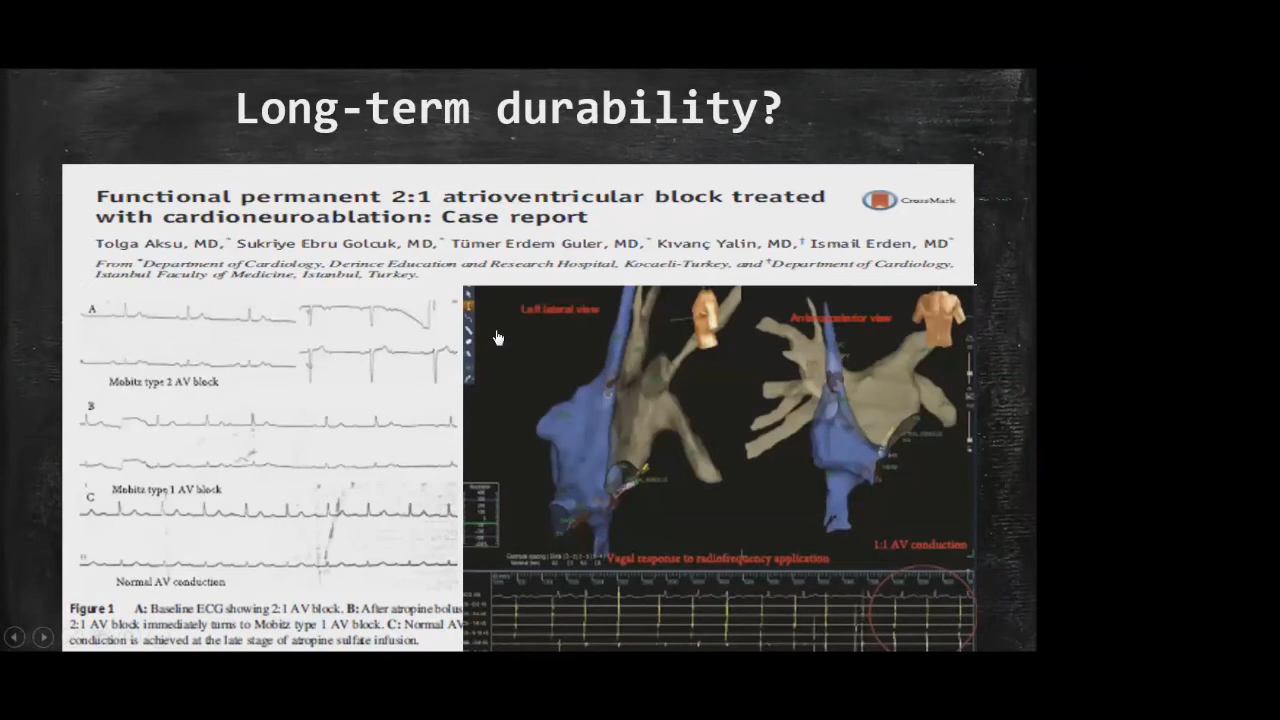 Long-term durability?
Functional permanent 2:1 atrioventricular block treated
with cardioneuroablation: Case report
CrossMark
Tolga Aksu, MD,* Sukriye Ebru Golcuk, MD,* Tümer Erdem Guler, MD,* Kıvanç Yalin, MD,† Ismail Erden, MD*
From *Department of Cardiology, Derince Education and Research Hospital, Kocaeli-Turkey, and †Department of Cardiology,
Istanbul Faculty of Medicine, Istanbul, Turkey.
A
Mobitz type 2 AV block
B
Mobitz type 1 AV block
C
Normal AV conduction
Figure 1 A: Baseline ECG showing 2:1 AV block. B: After atropine bolus
2:1 AV block immediately turns to Mobitz type 1 AV block. C: Normal AV
conduction is achieved at the late stage of atropine sulfate infusion.
Left lateral view
view
1:1 AV conduction
Vagal response to radiofrequency application